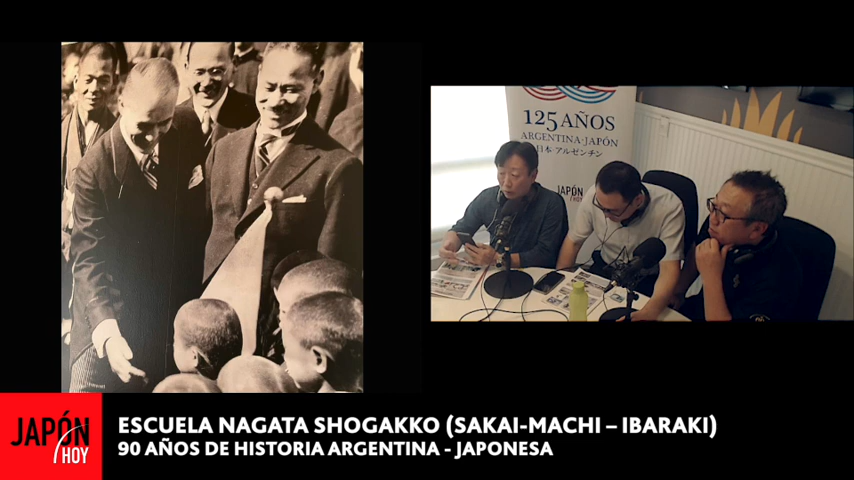 125 AÑOS
ARGENTINA-JAPÓN
日本・アルゼンチン
JAPÓN
HOY
JAPÓN
HOY
ESCUELA NAGATA SHOGAKKO (SAKAI-MACHI – IBARAKI)
90 AÑOS DE HISTORIA ARGENTINA - JAPONESA